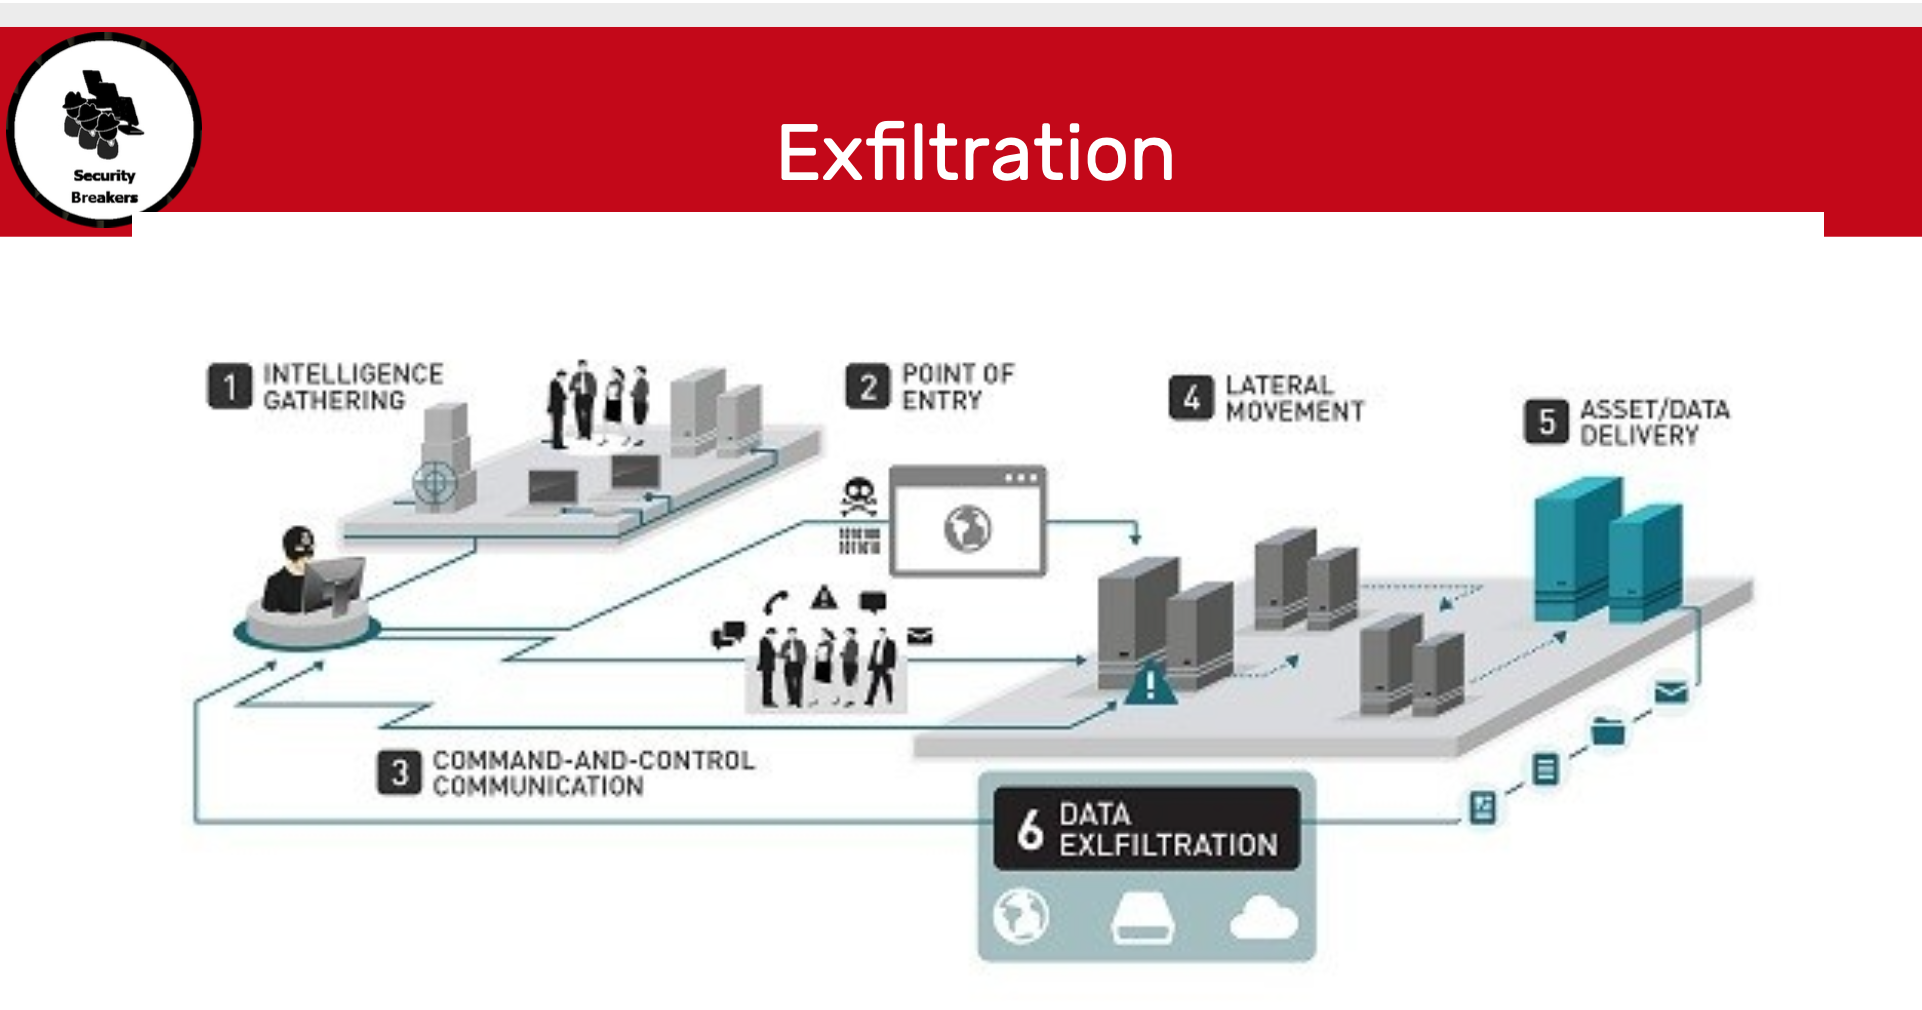 Security
Breakers
Exfiltration
1 INTELLIGENCE
GATHERING
2 POINT OF
ENTRY
4 LATERAL
MOVEMENT
5 ASSET/DATA
DELIVERY
3 COMMAND-AND-CONTROL
COMMUNICATION
6 DATA
EXLFILTRATION